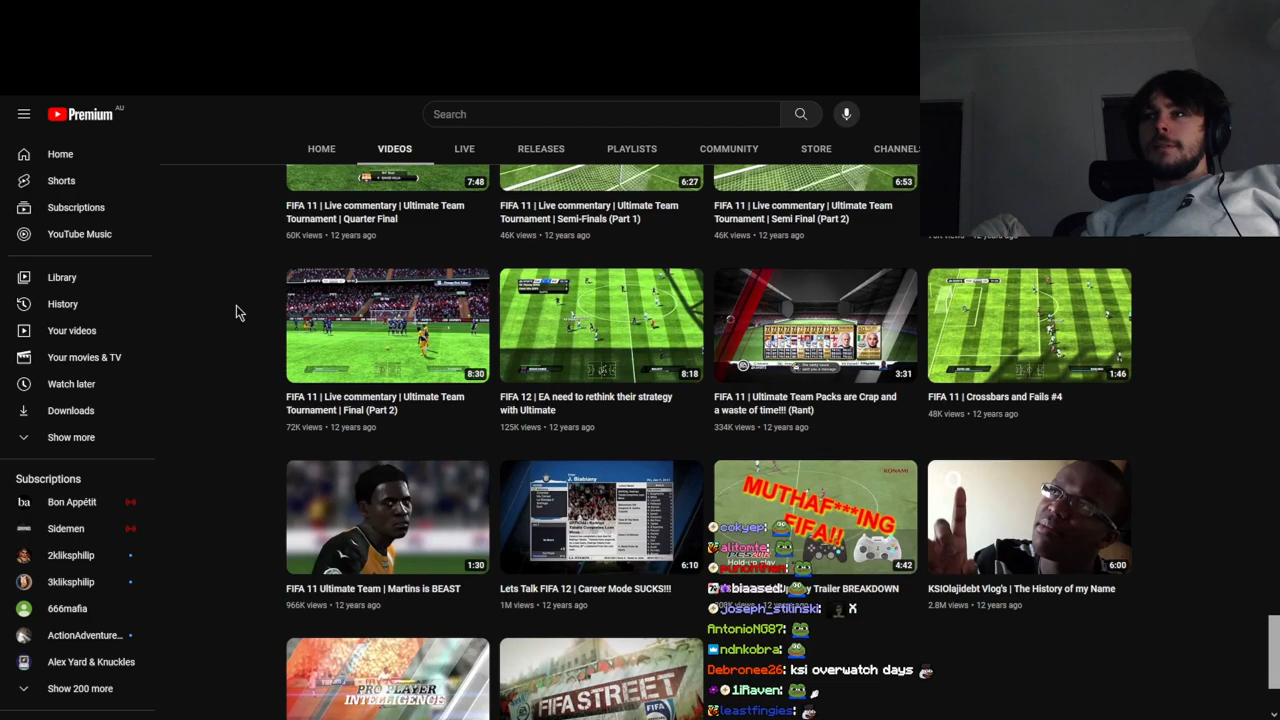 Premium AU
Search
HOME VIDEOS LIVE RELEASES PLAYLISTS COMMUNITY STORE CHANNELS
Home
Shorts
Subscriptions
YouTube Music
Library
History
Your videos
Your movies & TV
Watch later
Downloads
Show more
Subscriptions
Bon Appétit
Sidemen
2kliksphilip
3kliksphilip
666mafia
ActionAdventure...
Alex Yard & Knuckles
Show 200 more
7:48 6:27 6:53
FIFA 11 | Live commentary | Ultimate Team
Tournament | Quarter Final
60K views • 12 years ago
FIFA 11 | Live commentary | Ultimate Team
Tournament | Semi-Finals (Part 1)
46K views • 12 years ago
FIFA 11 | Live commentary | Ultimate Team
Tournament | Semi Final (Part 2)
46K views • 12 years ago
8:30 8:18 3:31 1:46
FIFA 11 | Live commentary | Ultimate Team
Tournament | Final (Part 2)
72K views • 12 years ago
FIFA 12 | EA need to rethink their strategy
with Ultimate
125K views • 12 years ago
FIFA 11 | Ultimate Team Packs are Crap and
a waste of time!!! (Rant)
334K views • 12 years ago
FIFA 11 | Crossbars and Fails #4
48K views • 12 years ago
J. Biabiany
KONAMI
MUTHAF***ING
FIFA!!
1:30 6:10 4:42 6:00
FIFA 11 Ultimate Team | Martins is BEAST
966K views • 12 years ago
Lets Talk FIFA 12 | Career Mode SUCKS!!!
1M views • 12 years ago
Trailer BREAKDOWN
KSIOlajidebt Vlog's | The History of my Name
2.8M views • 12 years ago
PRO PLAYER
INTELLIGENCE
FIFA STREET
cokyep:
alitomte:
biaased:
Joseph_stilinski: X
AntonioNG87:
ndnkobra:
Debronee26: ksi overwatch days
1iRaven:
leastfingies: